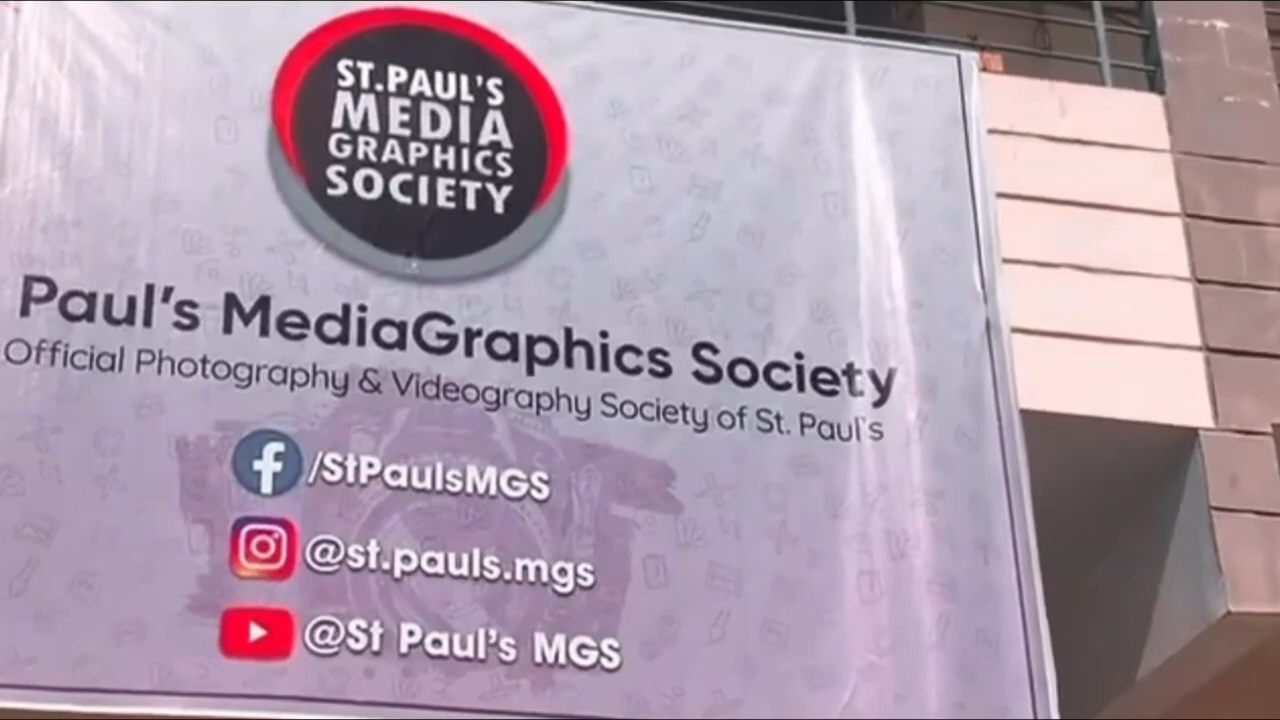 ST.PAUL'S
MEDIA
GRAPHICS
SOCIETY
Paul's MediaGraphics Society
Official Photography & Videography Society of St. Paul's
/StPaulsMGS
@st.pauls.mgs
@St Paul's MGS